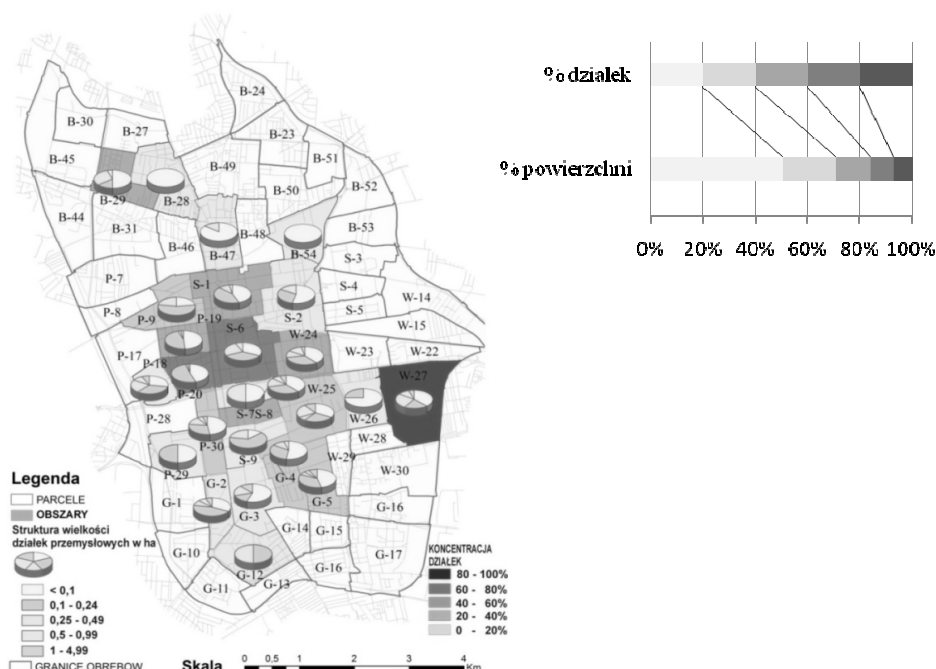 B-24
B-30
B-27
B-23
B-45
B-49
B-51
B-50
B-52
B-29
B-28
B-44
B-31
B-46
B-47
B-48
B-54
B-53
S-3
P-7
S-1
S-4
W-14
P-8
P-9
P-19
S-2
S-5
W-15
S-6
W-24
P-17
P-18
W-23
W-22
W-27
P-20
W-25
P-28
S-7
S-8
W-26
P-30
W-28
S-9
W-29
P-29
G-4
W-30
G-1
G-2
G-5
G-3
G-16
G-14
G-15
G-10
G-12
G-16
G-17
G-11
G-13
Legenda
PARCELE
OBSZARY
Struktura wielkości
działek przemysłowych w ha
< 0,1
0,1 - 0,24
0,25 - 0,49
0,5 - 0,99
1 - 4,99
GRANICE OBRĘBÓW
Skala
0 0,5 1 2 3 4
Km
KONCENTRACJA
DZIAŁEK
80 - 100%
60 - 80%
40 - 60%
20 - 40%
0 - 20%
% działek
% powierzchni
0% 20% 40% 60% 80% 100%